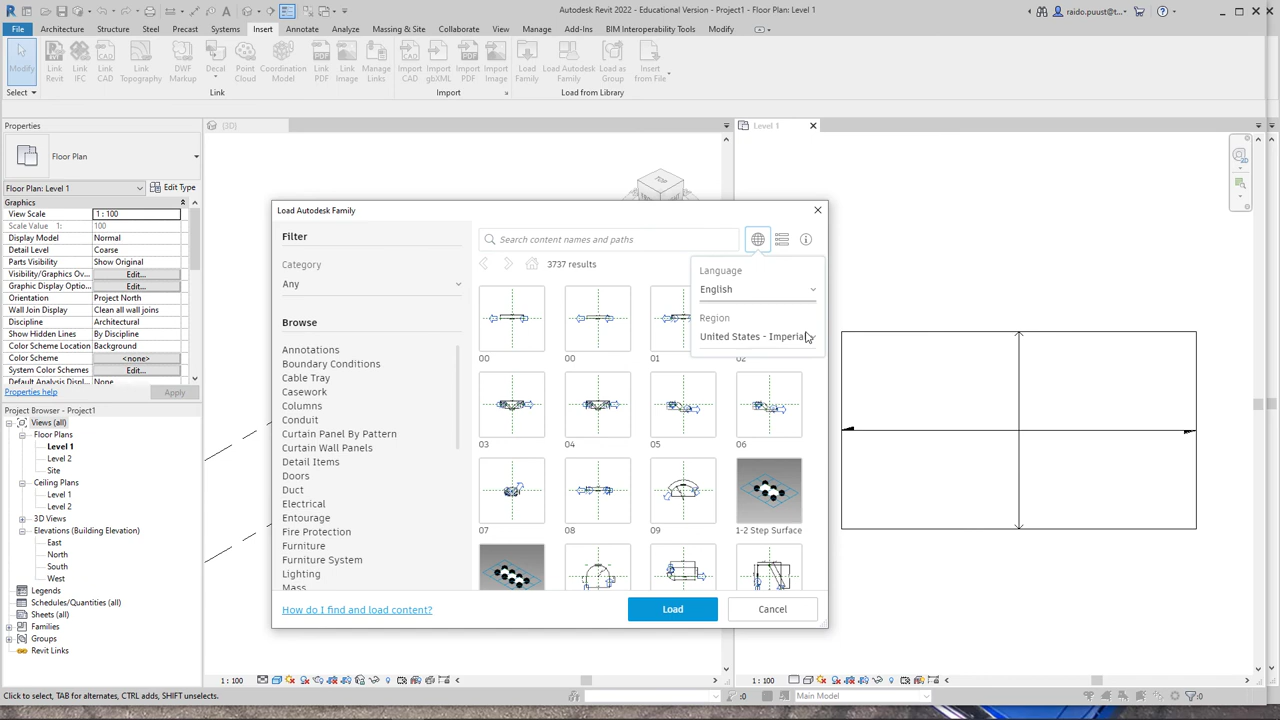 Autodesk Revit 2022 - Educational Version - Project1 - Floor Plan: Level 1
raido.puust@t...
File Architecture Structure Steel Precast Systems Insert Annotate Analyze Massing & Site Collaborate View Manage Add-Ins BIM Interoperability Tools Modify
Modify
Link Revit
Link IFC
Link CAD
Link Topography
DWF Markup
Decal
Point Cloud
Coordination Model
Link PDF
Link Image
Manage Links
Import CAD
Import gbXML
Import PDF
Import Image
Load Family
Load Autodesk Family
Load as Group
Insert from File
Select
Link
Import
Load from Library
Properties
{3D}
Level 1
Floor Plan
Floor Plan: Level 1
Edit Type
Graphics
View Scale 1 : 100
Scale Value 1: 100
Display Model Normal
Detail Level Coarse
Parts Visibility Show Original
Visibility/Graphics Ov... Edit...
Graphic Display Opti... Edit...
Orientation Project North
Wall Join Display Clean all wall joins
Discipline Architectural
Show Hidden Lines By Discipline
Color Scheme Location Background
Color Scheme <none>
System Color Schemes Edit...
Default Analysis Displ... None
Properties help
Apply
Project Browser - Project1
Views (all)
Floor Plans
Level 1
Level 2
Site
Ceiling Plans
Level 1
Level 2
3D Views
Elevations (Building Elevation)
East
North
South
West
Legends
Schedules/Quantities (all)
Sheets (all)
Families
Groups
Revit Links
TOP
Load Autodesk Family
Filter
Category
Any
Browse
Annotations
Boundary Conditions
Cable Tray
Casework
Columns
Conduit
Curtain Panel By Pattern
Curtain Wall Panels
Detail Items
Doors
Duct
Electrical
Entourage
Fire Protection
Furniture
Furniture System
Lighting
Mass
Search content names and paths
3737 results
Language
English
Region
United States - Imperial
00 00 01 02
03 04 05 06
07 08 09 1-2 Step Surface
How do I find and load content?
Load
Cancel
1 : 100
1 : 100
Click to select, TAB for alternates, CTRL adds, SHIFT unselects.
:0
Main Model
:0